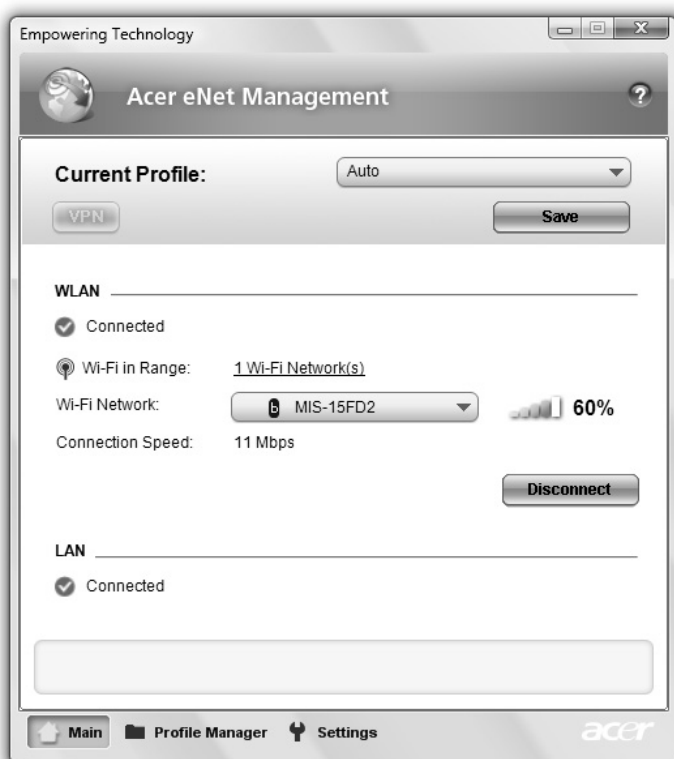 Empowering Technology
Acer eNet Management
?
Current Profile:
Auto
VPN
Save
WLAN
Connected
Wi-Fi in Range:
1 Wi-Fi Network(s)
Wi-Fi Network:
b MIS-15FD2
60%
Connection Speed:
11 Mbps
Disconnect
LAN
Connected
Main
Profile Manager
Settings
acer